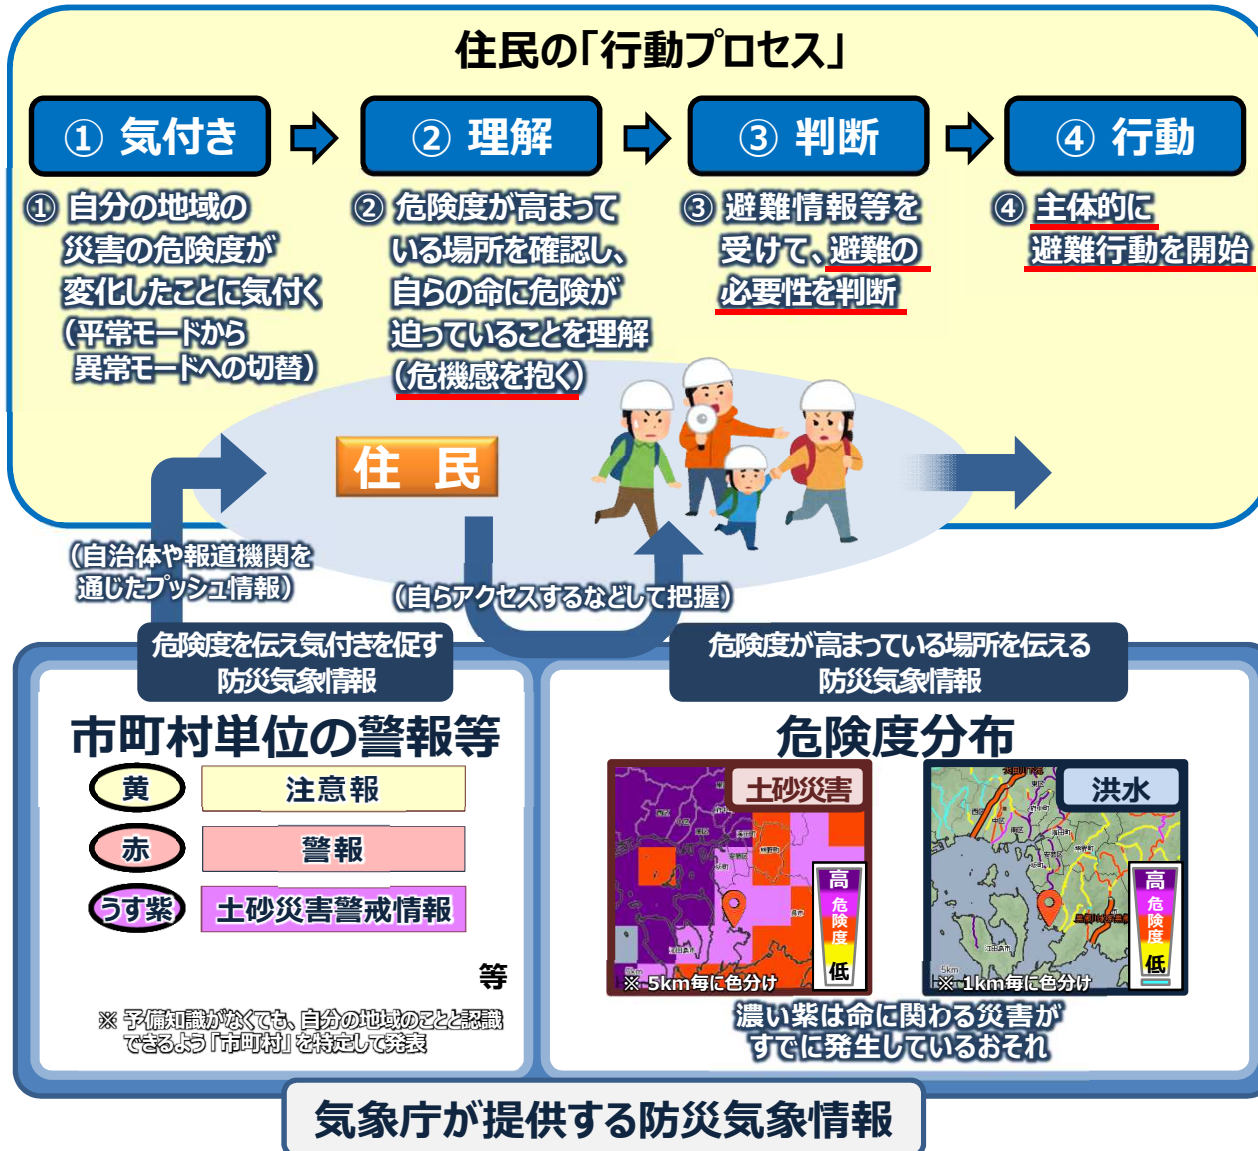 住民の「行動プロセス」
① 気付き
② 理解
③ 判断
④ 行動
① 自分の地域の
災害の危険度が
変化したことに気付く
（平常モードから
異常モードへの切替）
② 危険度が高まって
いる場所を確認し、
自らの命に危険が
迫っていることを理解
（危機感を抱く）
③ 避難情報等を
受けて、避難の
必要性を判断
④ 主体的に
避難行動を開始
住 民
（自治体や報道機関を
通じたプッシュ情報）
（自らアクセスするなどして把握）
危険度を伝え気付きを促す
防災気象情報
市町村単位の警報等
黄
注意報
赤
警報
うす紫
土砂災害警戒情報
等
※ 予備知識がなくても、自分の地域のことと認識
できるよう「市町村」を特定して発表
危険度が高まっている場所を伝える
防災気象情報
危険度分布
土砂災害
高
危険度
低
江田島市
5km
※ 5km毎に色分け
洪水
高
危険度
低
江田島市
5km
※ 1km毎に色分け
濃い紫は命に関わる災害が
すでに発生しているおそれ
気象庁が提供する防災気象情報